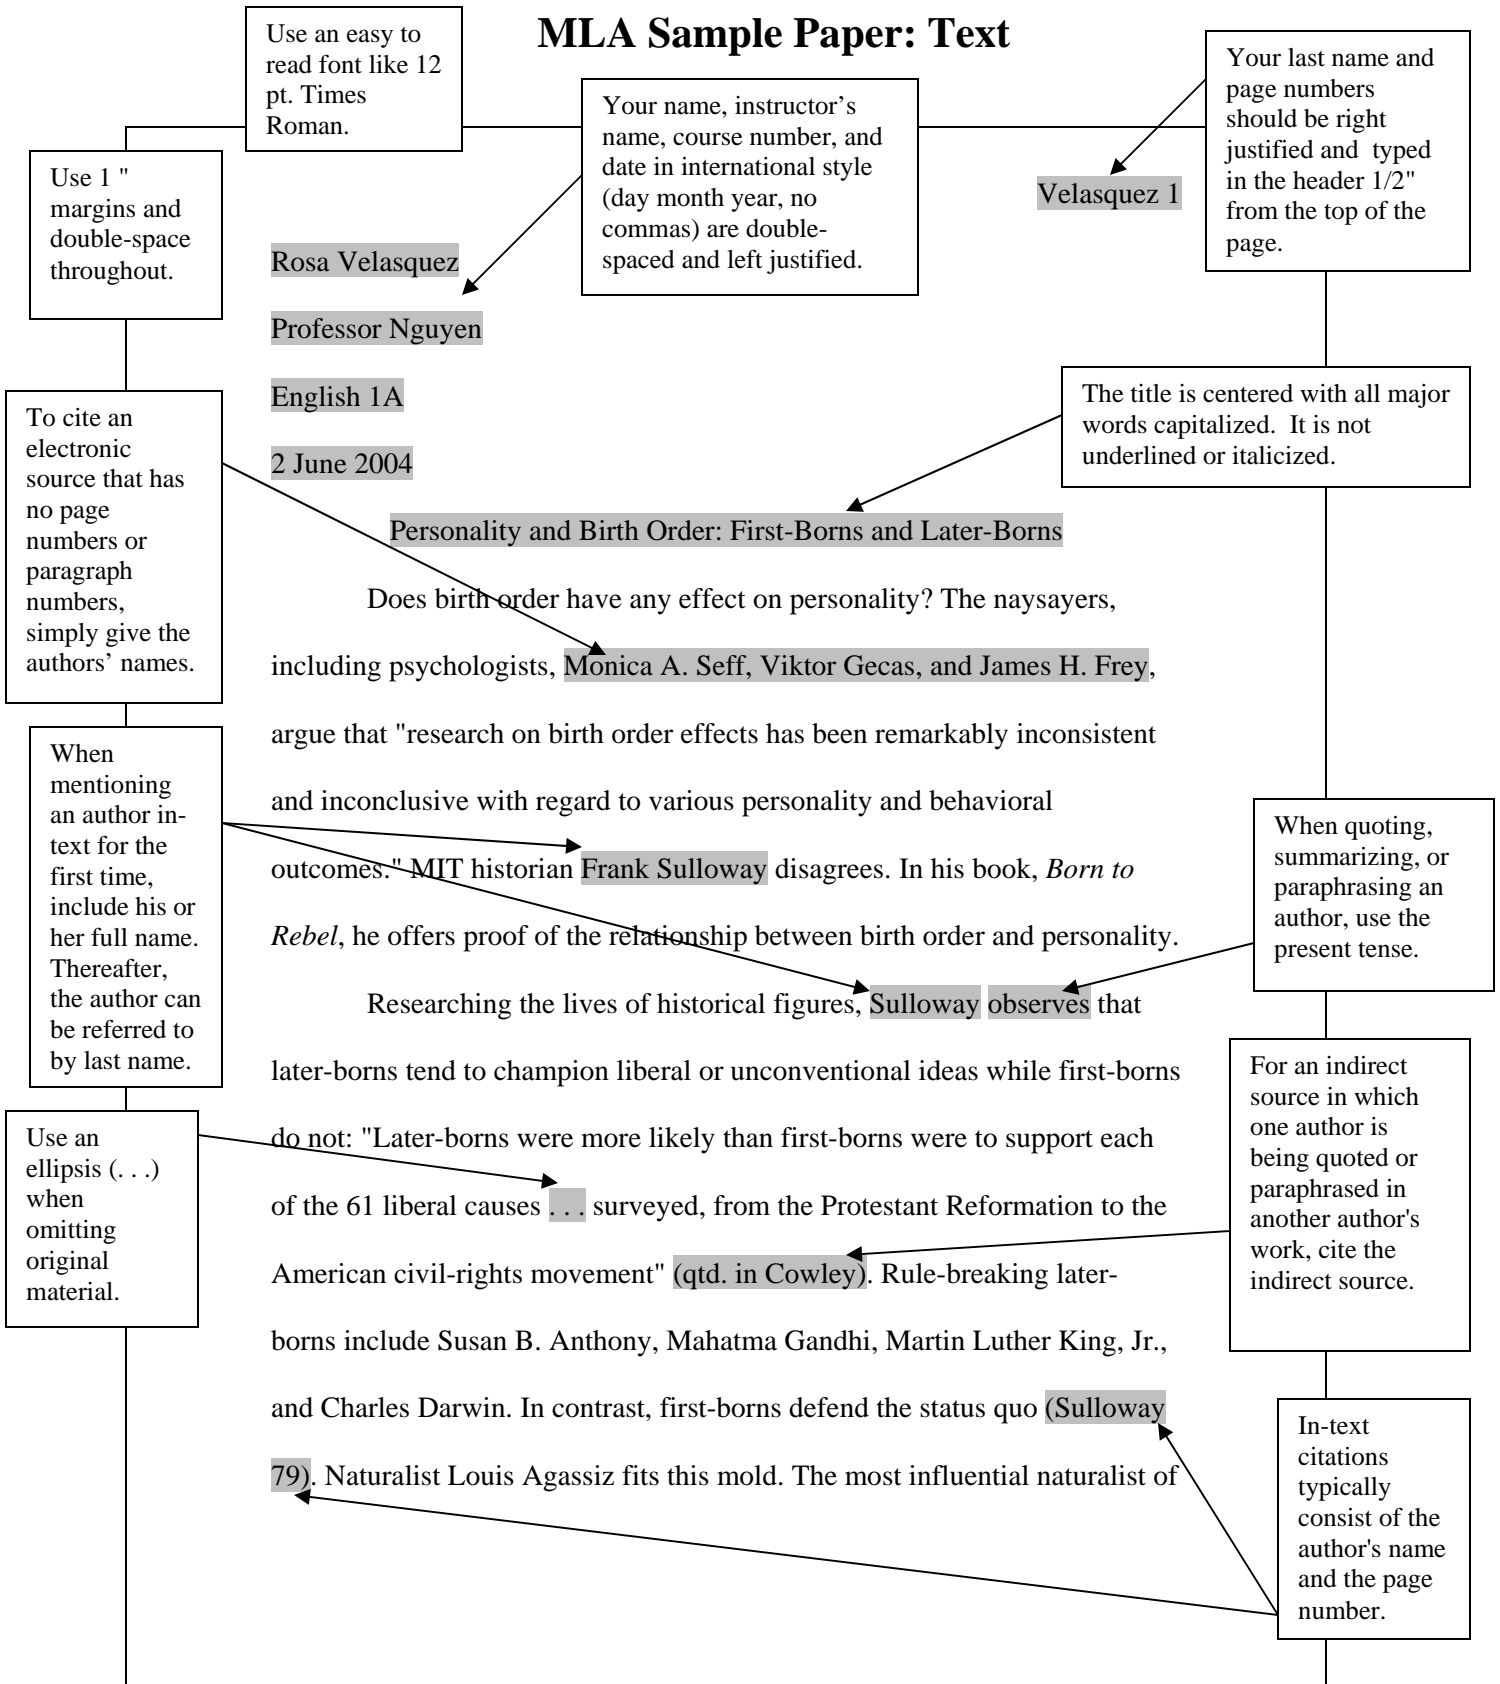 MLA Sample Paper: Text
Use an easy to
read font like 12
pt. Times
Roman.
Your name, instructor’s
name, course number, and
date in international style
(day month year, no
commas) are double-
spaced and left justified.
Your last name and
page numbers
should be right
justified and  typed
in the header 1/2"
from the top of the
page.
Use 1 "
margins and
double-space
throughout.
Velasquez 1
Rosa Velasquez
Professor Nguyen
English 1A
2 June 2004
To cite an
electronic
source that has
no page
numbers or
paragraph
numbers,
simply give the
authors’ names.
The title is centered with all major
words capitalized.  It is not
underlined or italicized.
Personality and Birth Order: First-Borns and Later-Borns
Does birth order have any effect on personality? The naysayers,
including psychologists, Monica A. Seff, Viktor Gecas, and James H. Frey,
argue that "research on birth order effects has been remarkably inconsistent
and inconclusive with regard to various personality and behavioral
outcomes." MIT historian Frank Sulloway disagrees. In his book, Born to
Rebel, he offers proof of the relationship between birth order and personality.
When
mentioning
an author in-
text for the
first time,
include his or
her full name.
Thereafter,
the author can
be referred to
by last name.
When quoting,
summarizing, or
paraphrasing an
author, use the
present tense.
Researching the lives of historical figures, Sulloway observes that
later-borns tend to champion liberal or unconventional ideas while first-borns
do not: "Later-borns were more likely than first-borns were to support each
of the 61 liberal causes . . . surveyed, from the Protestant Reformation to the
American civil-rights movement" (qtd. in Cowley). Rule-breaking later-
borns include Susan B. Anthony, Mahatma Gandhi, Martin Luther King, Jr.,
and Charles Darwin. In contrast, first-borns defend the status quo (Sulloway
79). Naturalist Louis Agassiz fits this mold. The most influential naturalist of
Use an
ellipsis (. . .)
when
omitting
original
material.
For an indirect
source in which
one author is
being quoted or
paraphrased in
another author's
work, cite the
indirect source.
In-text
citations
typically
consist of the
author's name
and the page
number.